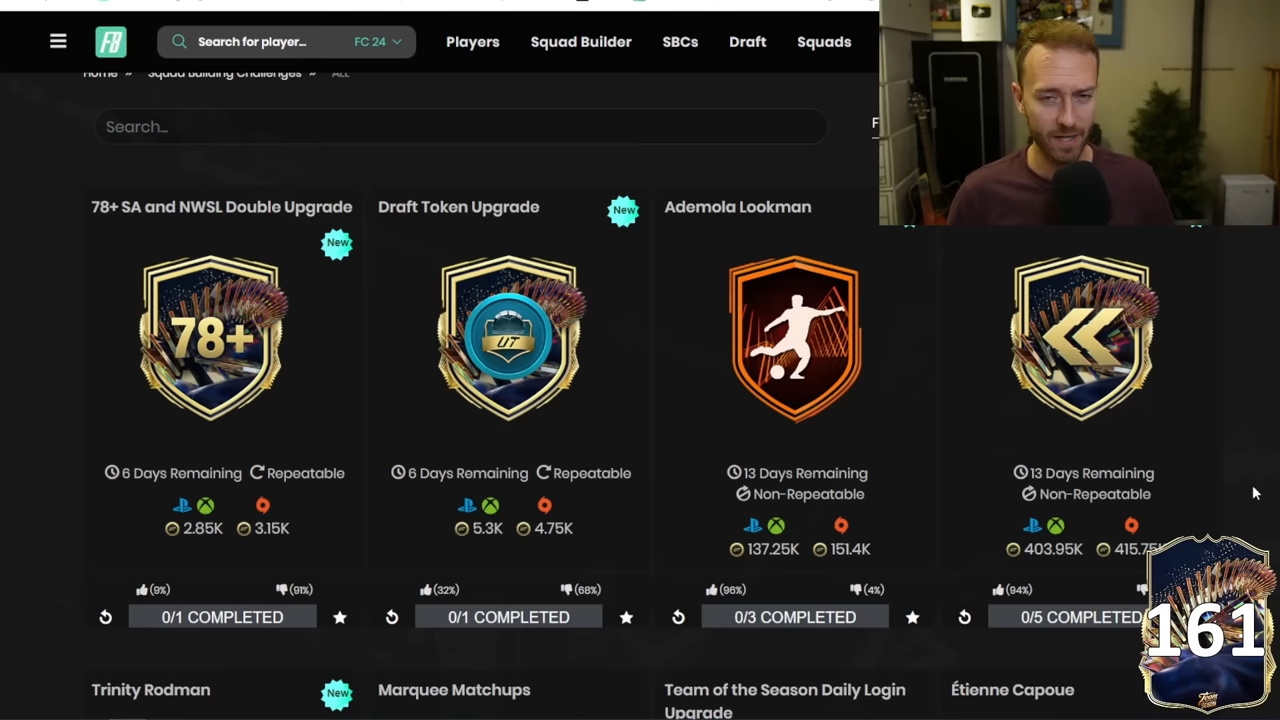 FB
Search for player...
FC 24
Players
Squad Builder
SBCs
Draft
Squads
Home » Squad Building Challenges » ALL
Search...
F
78+ SA and NWSL Double Upgrade
New
78+
6 Days Remaining
Repeatable
2.85K
3.15K
(9%)
(91%)
0/1 COMPLETED
Draft Token Upgrade
New
UT
6 Days Remaining
Repeatable
5.3K
4.75K
(32%)
(68%)
0/1 COMPLETED
Ademola Lookman
13 Days Remaining
Non-Repeatable
137.25K
151.4K
(96%)
(4%)
0/3 COMPLETED
13 Days Remaining
Non-Repeatable
403.95K
415.75
(94%)
0/5 COMPLETED
161
Trinity Rodman
New
Marquee Matchups
Team of the Season Daily Login
Upgrade
Étienne Capoue